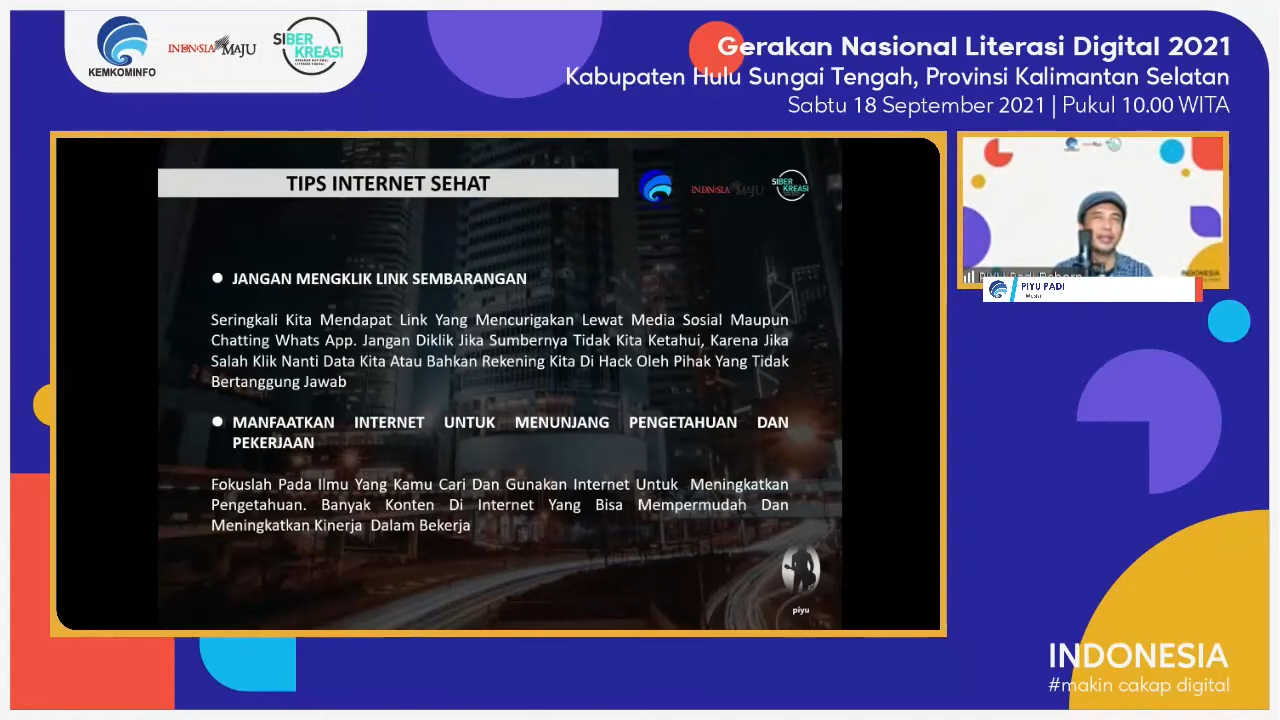 KEMKOMINFO
INDONESIA MAJU
SIBER KREASI
Gerakan Nasional Literasi Digital 2021
Kabupaten Hulu Sungai Tengah, Provinsi Kalimantan Selatan
Sabtu 18 September 2021 | Pukul 10.00 WITA
TIPS INTERNET SEHAT
INDONESIA MAJU
SIBER KREASI
JANGAN MENGKLIK LINK SEMBARANGAN
Seringkali Kita Mendapat Link Yang Mencurigakan Lewat Media Sosial Maupun
Chatting Whats App. Jangan Diklik Jika Sumbernya Tidak Kita Ketahui, Karena Jika
Salah Klik Nanti Data Kita Atau Bahkan Rekening Kita Di Hack Oleh Pihak Yang Tidak
Bertanggung Jawab
MANFAATKAN INTERNET UNTUK MENUNJANG PENGETAHUAN DAN
PEKERJAAN
Fokuslah Pada Ilmu Yang Kamu Cari Dan Gunakan Internet Untuk Meningkatkan
Pengetahuan. Banyak Konten Di Internet Yang Bisa Mempermudah Dan
Meningkatkan Kinerja Dalam Bekerja
piyu
PIYU PADI
INDONESIA
#makin cakap digital